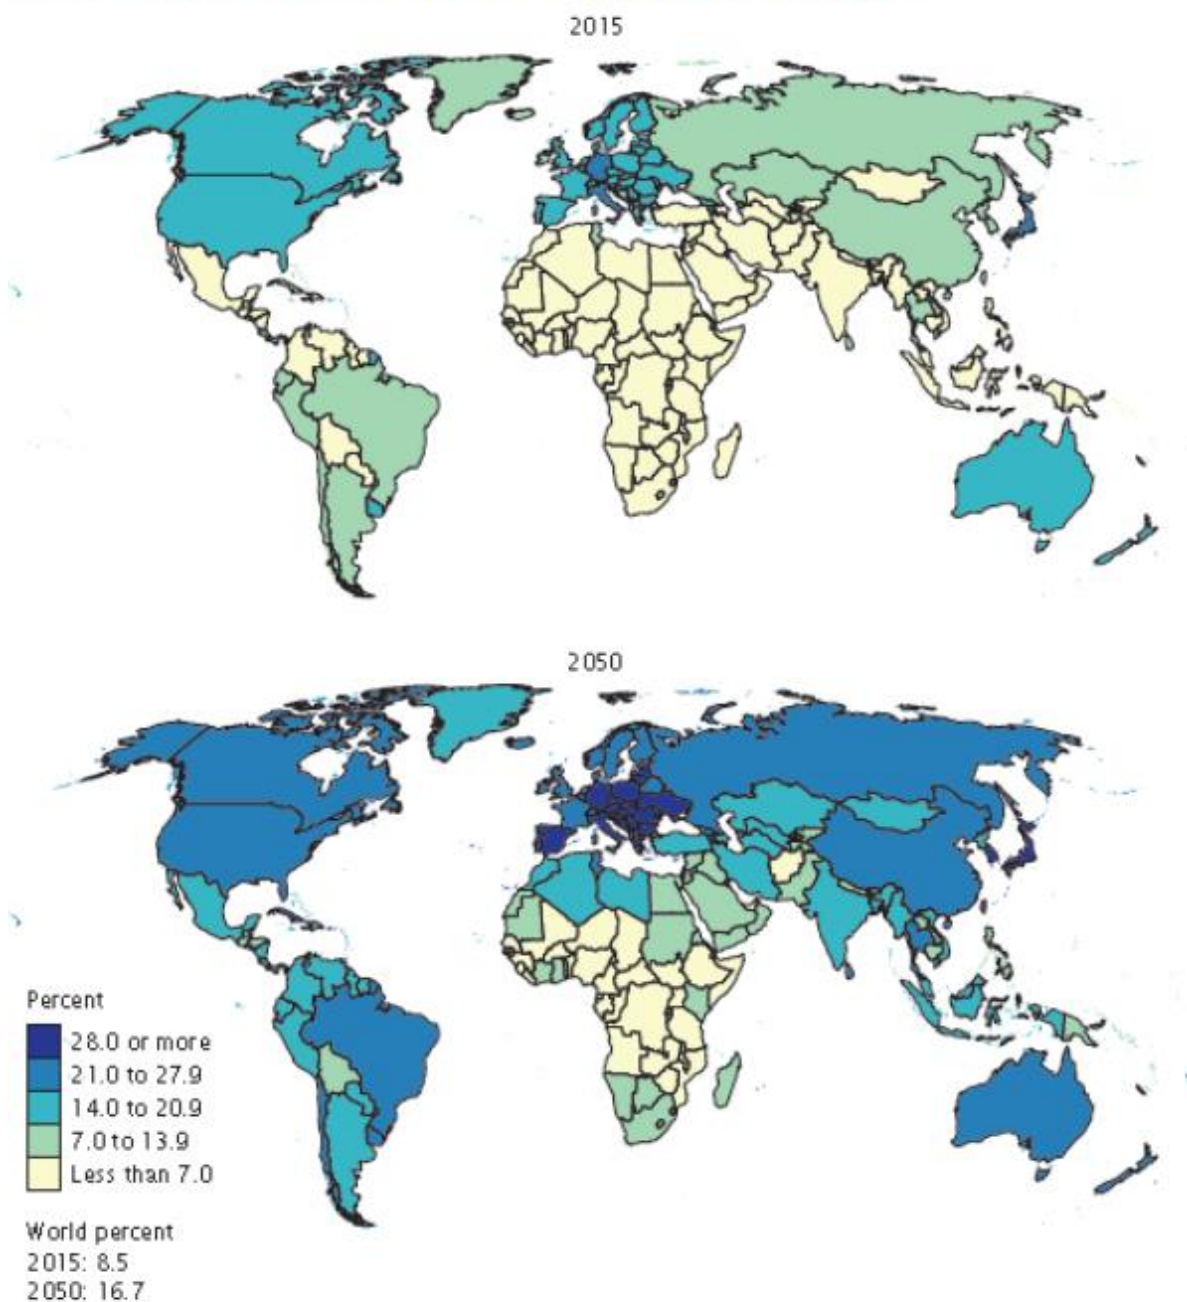 2015
2050
Percent
28.0 or more
21.0 to 27.9
14.0 to 20.9
7.0 to 13.9
Less than 7.0
World percent
2015: 8.5
2050: 16.7